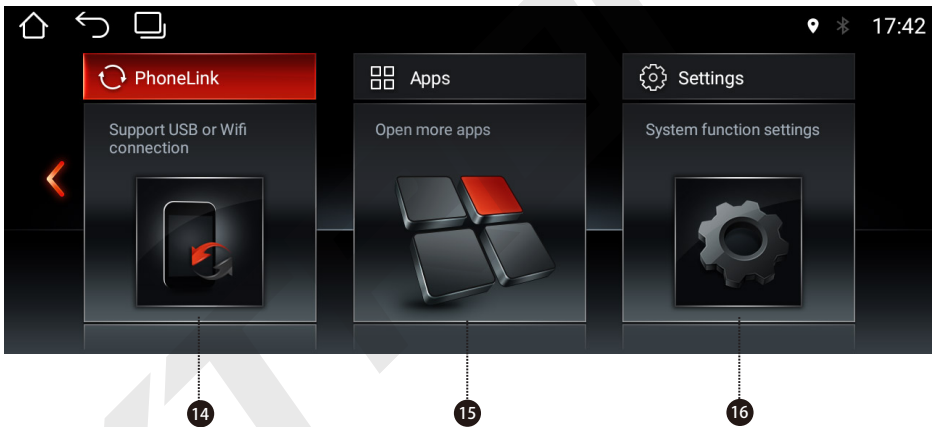 17:42
PhoneLink
Apps
Settings
Support USB or Wifi
connection
Open more apps
System function settings
14
15
16